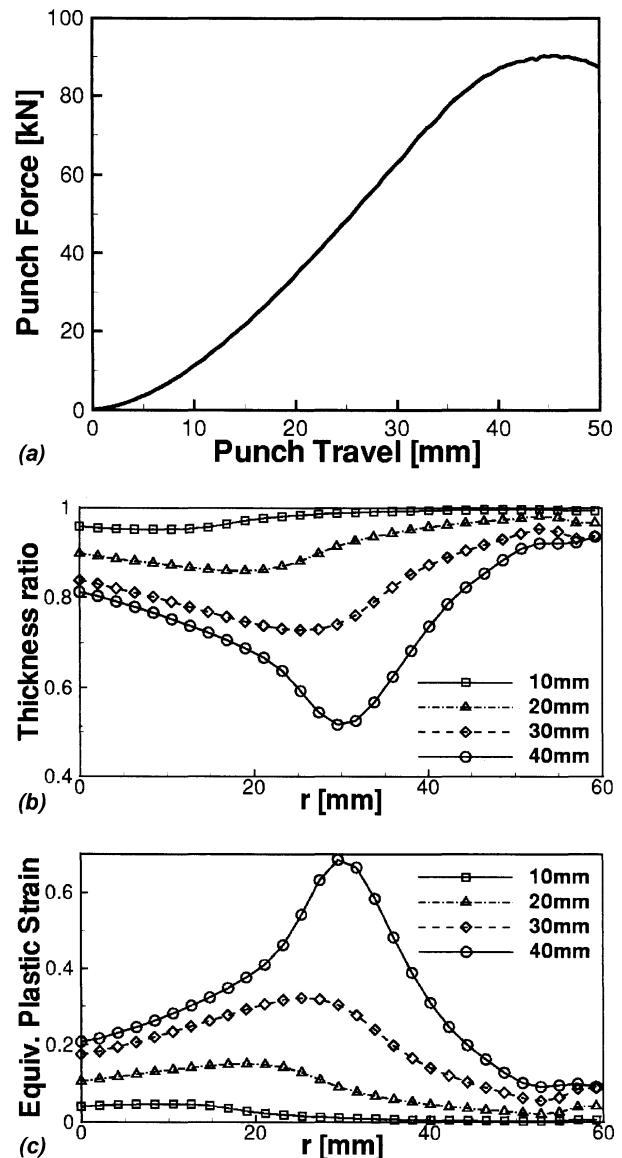 100
80
60
40
20
0
Punch Force [kN]
0 10 20 30 40 50
Punch Travel [mm]
(a)
1
0.8
0.6
0.4
Thickness ratio
10mm
20mm
30mm
40mm
0 20 40 60
r [mm]
(b)
0.6
0.4
0.2
0
Equiv. Plastic Strain
10mm
20mm
30mm
40mm
0 20 40 60
r [mm]
(c)